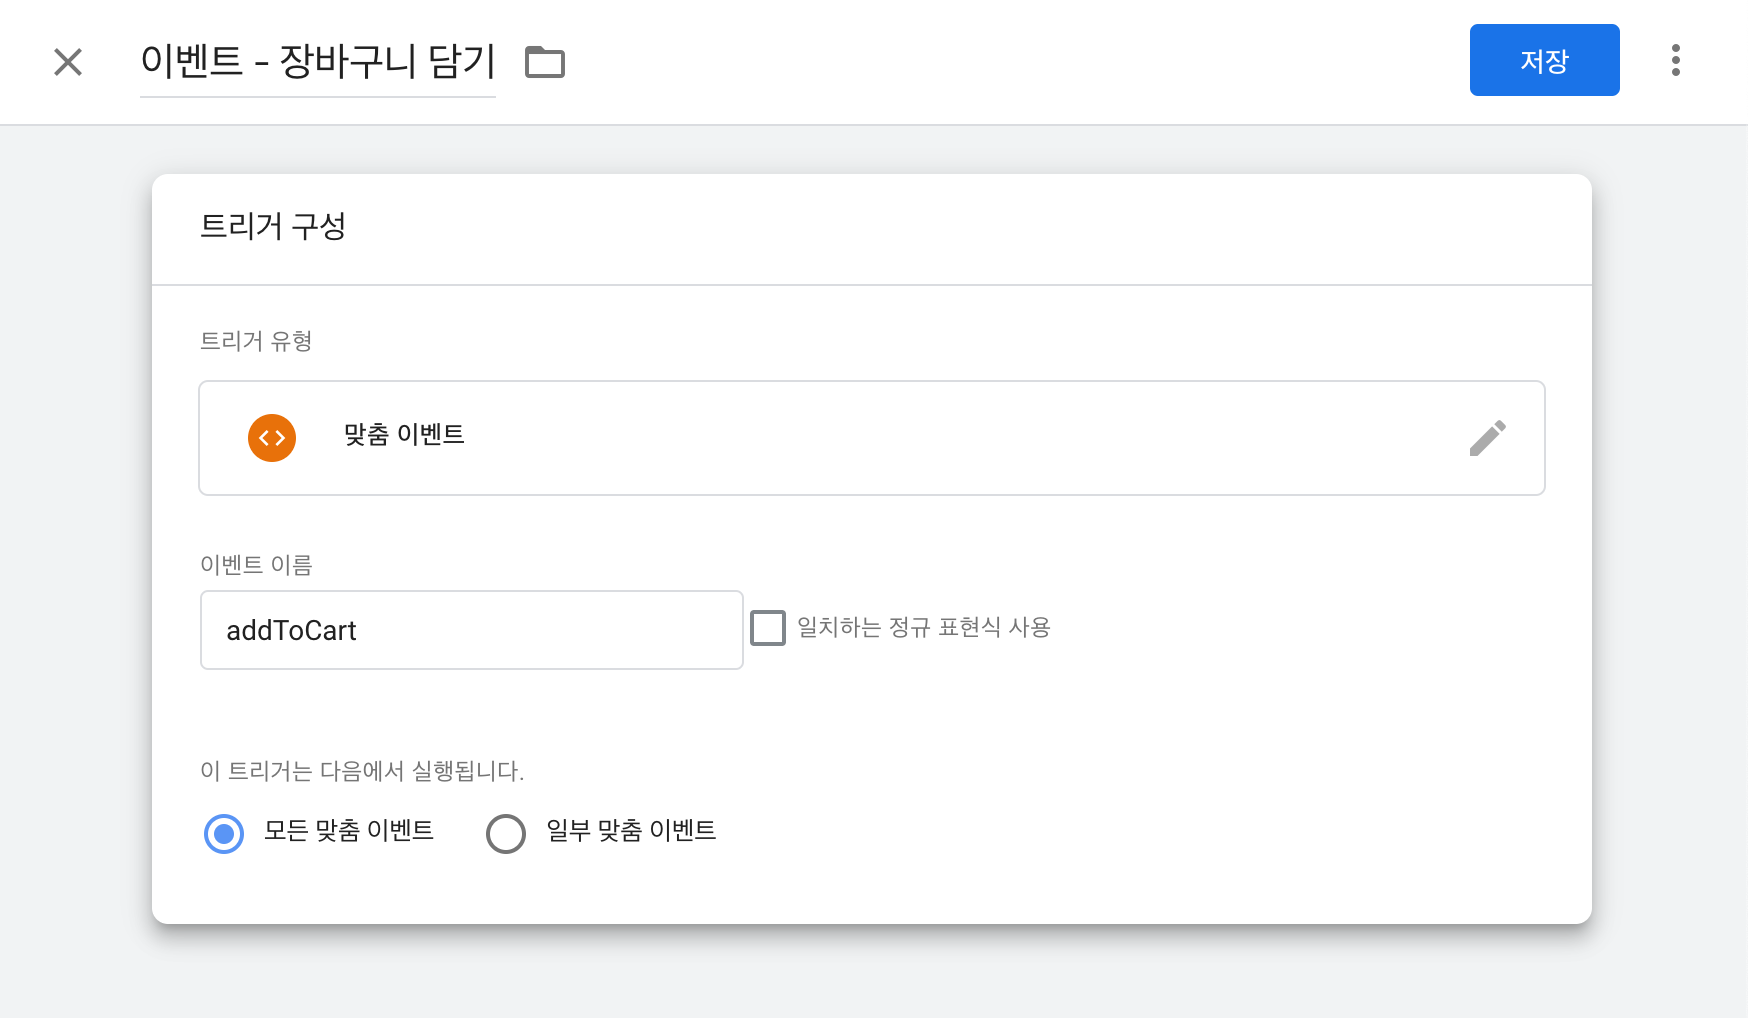 이벤트 - 장바구니 담기
저장
트리거 구성
트리거 유형
맞춤 이벤트
이벤트 이름
addToCart
일치하는 정규 표현식 사용
이 트리거는 다음에서 실행됩니다.
모든 맞춤 이벤트
일부 맞춤 이벤트